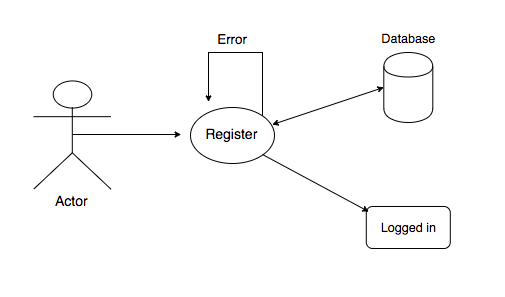 Error
Database
Register
Actor
Logged in